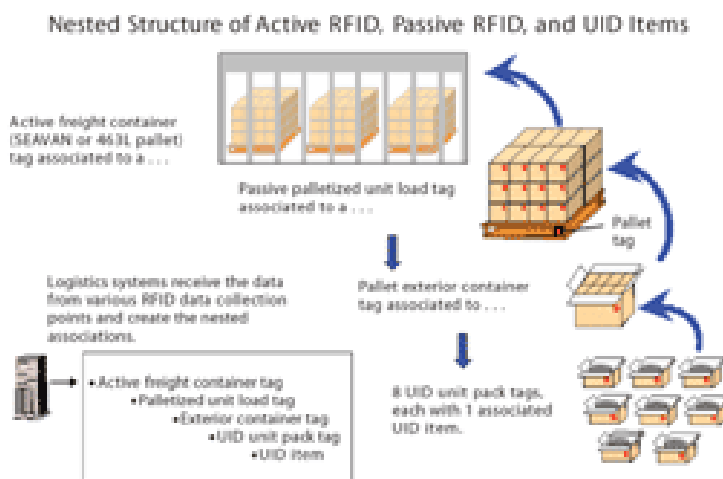 Nested Structure of Active RFID, Passive RFID, and UID Items
Active freight container
(SEAVAN or 463L pallet)
tag associated to a . . .
Passive palletized unit load tag
associated to a . . .
Pallet
tag
Logistics systems receive the data
from various RFID data collection
points and create the nested
associations.
Pallet exterior container
tag associated to . . .
•Active freight container tag
•Palletized unit load tag
•Exterior container tag
•UID unit pack tag
•UID item
8 UID unit pack tags,
each with 1 associated
UID item.